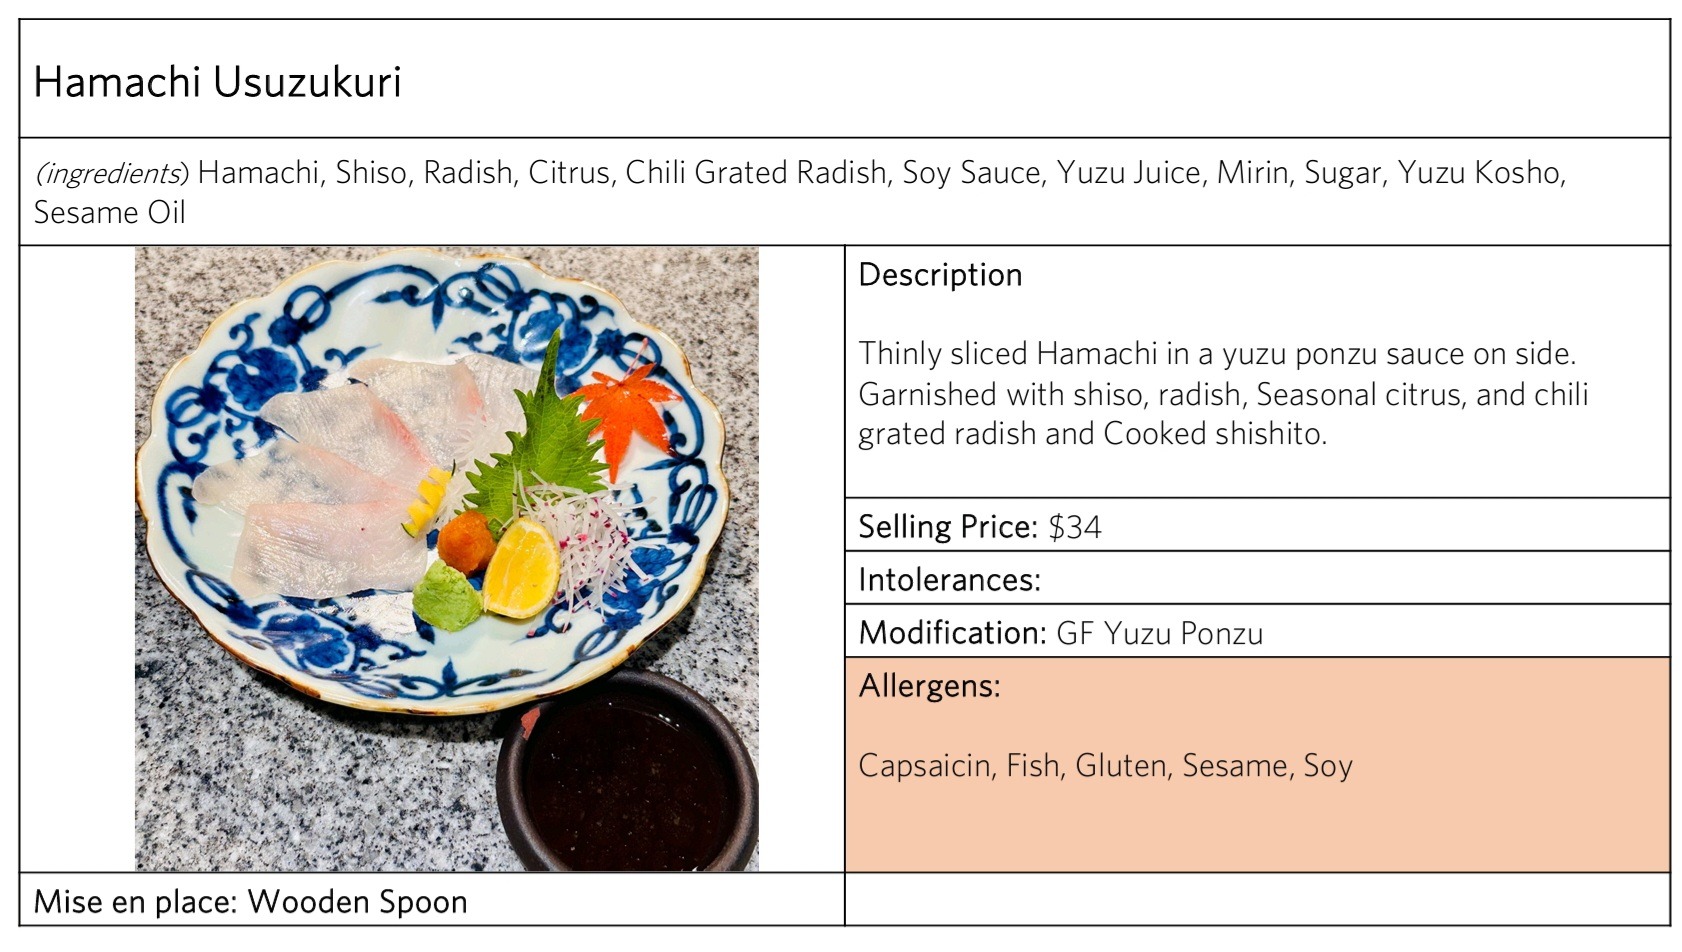 Hamachi Usuzukuri
(ingredients) Hamachi, Shiso, Radish, Citrus, Chili Grated Radish, Soy Sauce, Yuzu Juice, Mirin, Sugar, Yuzu Kosho,
Sesame Oil
Description
Thinly sliced Hamachi in a yuzu ponzu sauce on side.
Garnished with shiso, radish, Seasonal citrus, and chili
grated radish and Cooked shishito.
Selling Price: $34
Intolerances:
Modification: GF Yuzu Ponzu
Allergens:
Capsaicin, Fish, Gluten, Sesame, Soy
Mise en place: Wooden Spoon